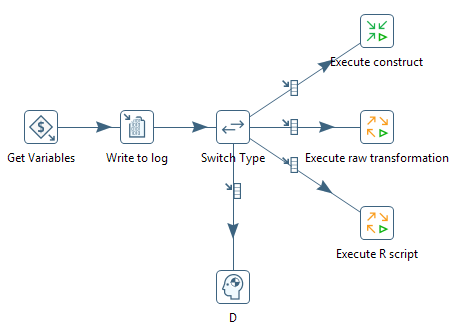 Execute construct
Get Variables
Write to log
Switch Type
Execute raw transformation
Execute R script
D